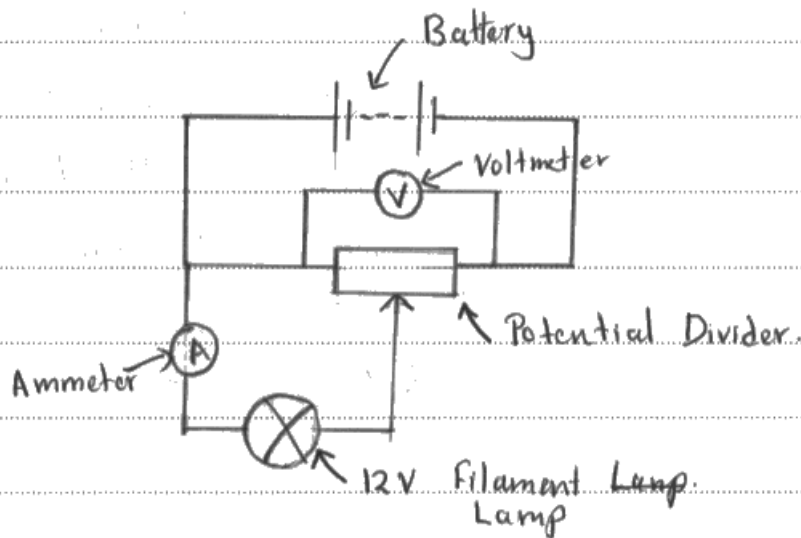 Battery
Voltmeter
V
Potential Divider.
A
Ammeter
12V Filament Lamp.
Lamp